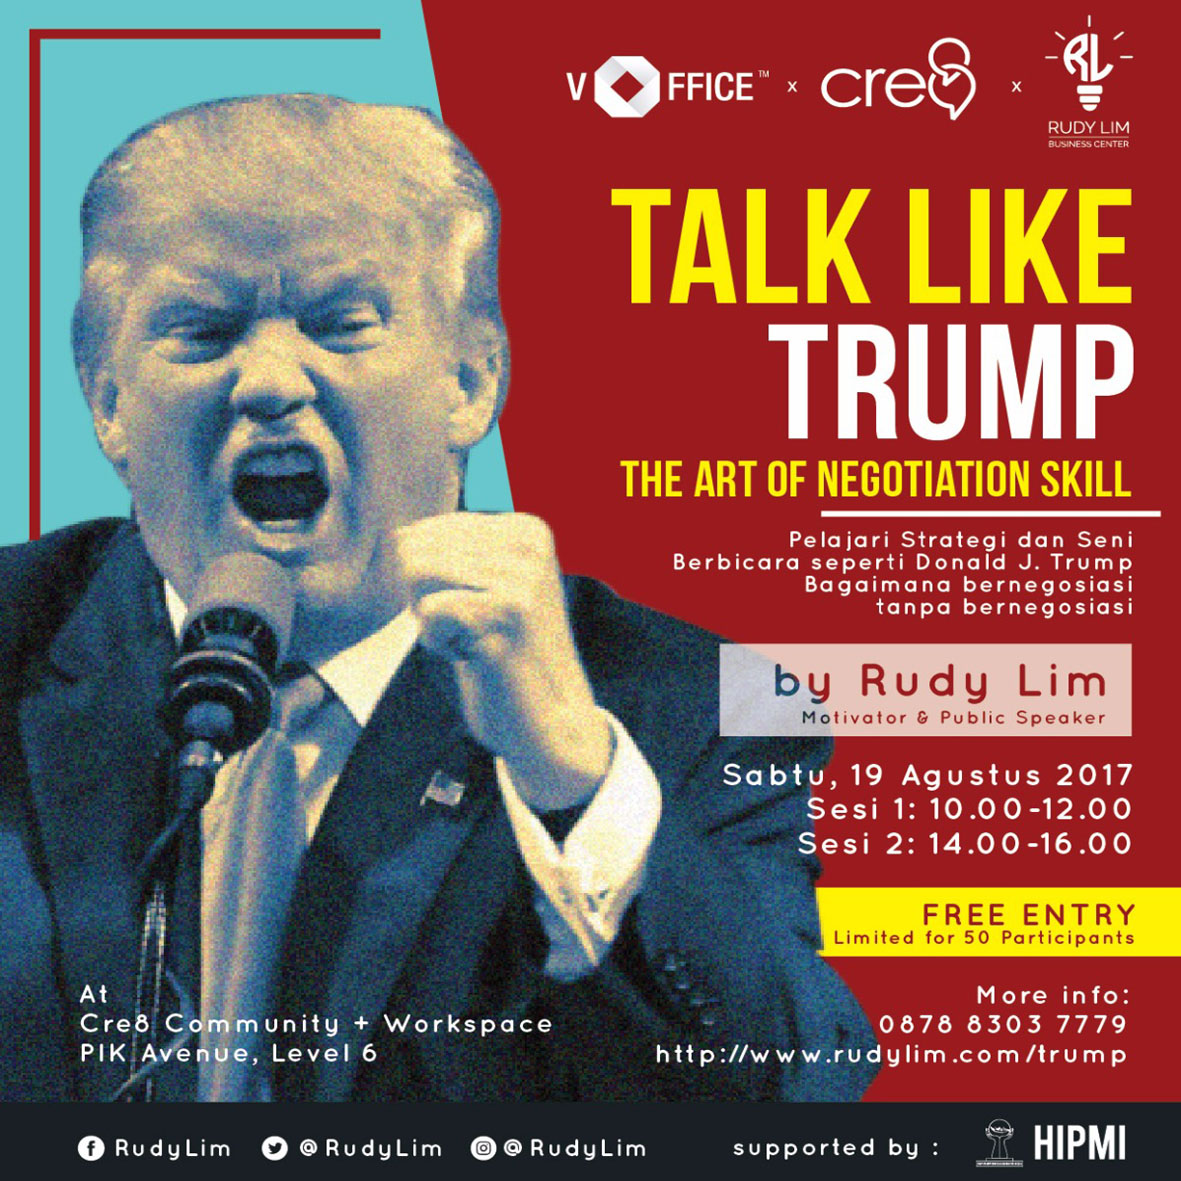 VOFFICE™ x cre8 x RL
RUDY LIM
BUSINESS CENTER
TALK LIKE
TRUMP
THE ART OF NEGOTIATION SKILL
Pelajari Strategi dan Seni
Berbicara seperti Donald J. Trump
Bagaimana bernegosiasi
tanpa bernegosiasi
by Rudy Lim
Motivator & Public Speaker
Sabtu, 19 Agustus 2017
Sesi 1: 10.00-12.00
Sesi 2: 14.00-16.00
FREE ENTRY
Limited for 50 Participants
At
Cre8 Community + Workspace
PIK Avenue, Level 6
More info:
0878 8303 7779
http://www.rudylim.com/trump
RudyLim @RudyLim @RudyLim
supported by : HIPMI